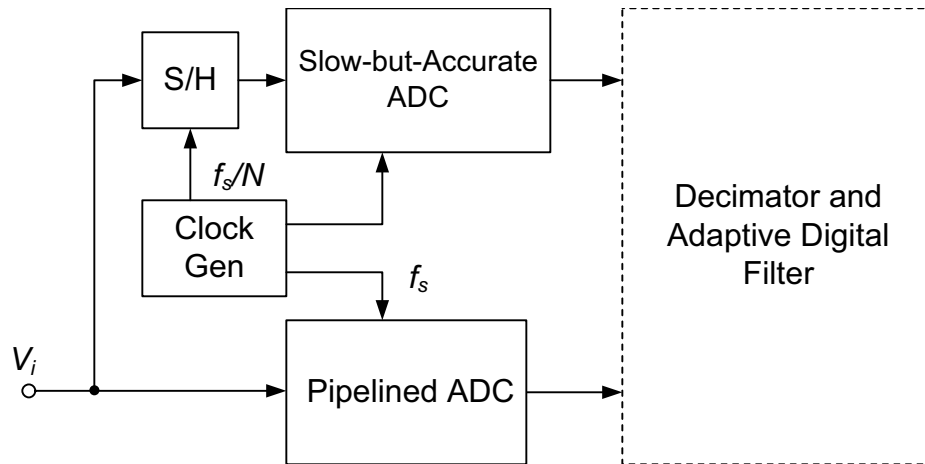 S/H
Slow-but-Accurate
ADC
fs/N
Clock
Gen
fs
Decimator and
Adaptive Digital
Filter
Vi
Pipelined ADC